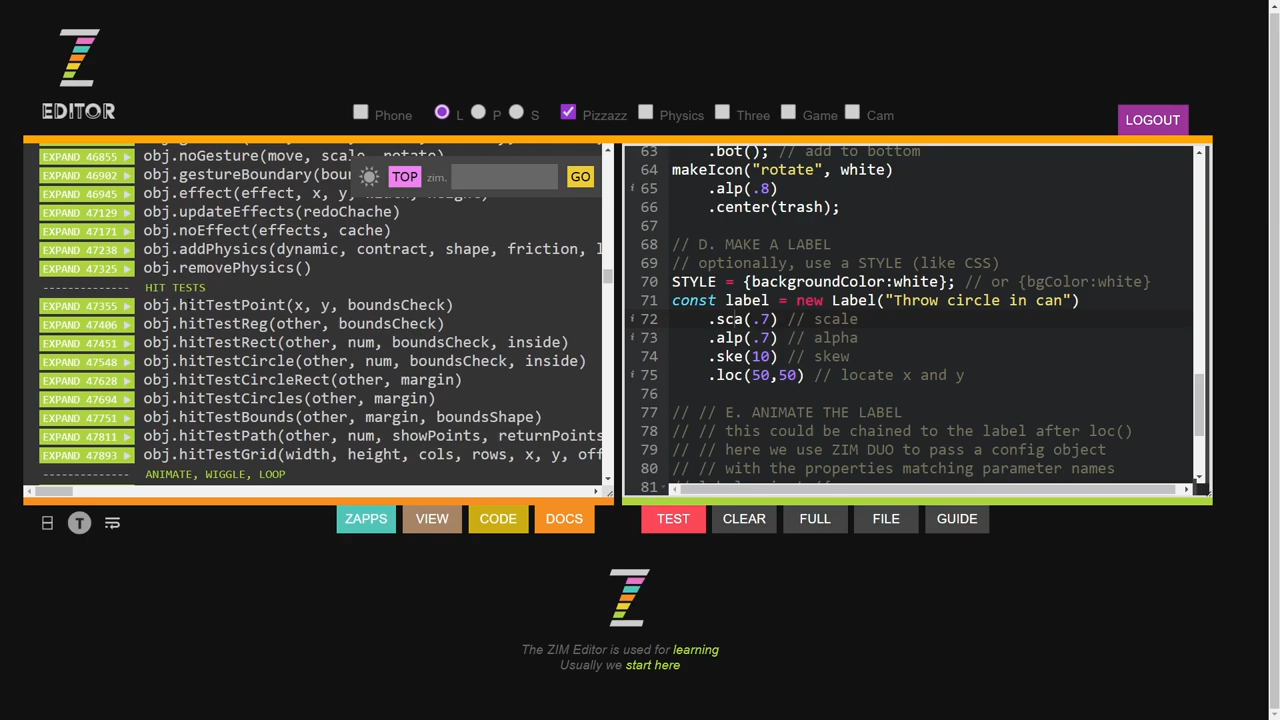 EDITOR
Phone L P S Pizzazz Physics Three Game Cam
LOGOUT
EXPAND 46855 obj.noGesture(move, scale, rotate)
EXPAND 46902 obj.gestureBoundary(bou
EXPAND 46945 obj.effect(effect, x, y, width, height)
EXPAND 47129 obj.updateEffects(redoChache)
EXPAND 47171 obj.noEffect(effects, cache)
EXPAND 47238 obj.addPhysics(dynamic, contract, shape, friction, l
EXPAND 47325 obj.removePhysics()
-------------- HIT TESTS
EXPAND 47355 obj.hitTestPoint(x, y, boundsCheck)
EXPAND 47406 obj.hitTestReg(other, boundsCheck)
EXPAND 47451 obj.hitTestRect(other, num, boundsCheck, inside)
EXPAND 47548 obj.hitTestCircle(other, num, boundsCheck, inside)
EXPAND 47628 obj.hitTestCircleRect(other, margin)
EXPAND 47694 obj.hitTestCircles(other, margin)
EXPAND 47751 obj.hitTestBounds(other, margin, boundsShape)
EXPAND 47811 obj.hitTestPath(other, num, showPoints, returnPoints
EXPAND 47893 obj.hitTestGrid(width, height, cols, rows, x, y, off
-------------- ANIMATE, WIGGLE, LOOP
TOP zim. GO
63 .bot(); // add to bottom
64 makeIcon("rotate", white)
65 .alp(.8)
66 .center(trash);
67
68 // D. MAKE A LABEL
69 // optionally, use a STYLE (like CSS)
70 STYLE = {backgroundColor:white}; // or {bgColor:white}
71 const label = new Label("Throw circle in can")
72 .sca(.7) // scale
73 .alp(.7) // alpha
74 .ske(10) // skew
75 .loc(50,50) // locate x and y
76
77 // // E. ANIMATE THE LABEL
78 // // this could be chained to the label after loc()
79 // // here we use ZIM DUO to pass a config object
80 // // with the properties matching parameter names
81
T
ZAPPS VIEW CODE DOCS
TEST CLEAR FULL FILE GUIDE
The ZIM Editor is used for learning
Usually we start here